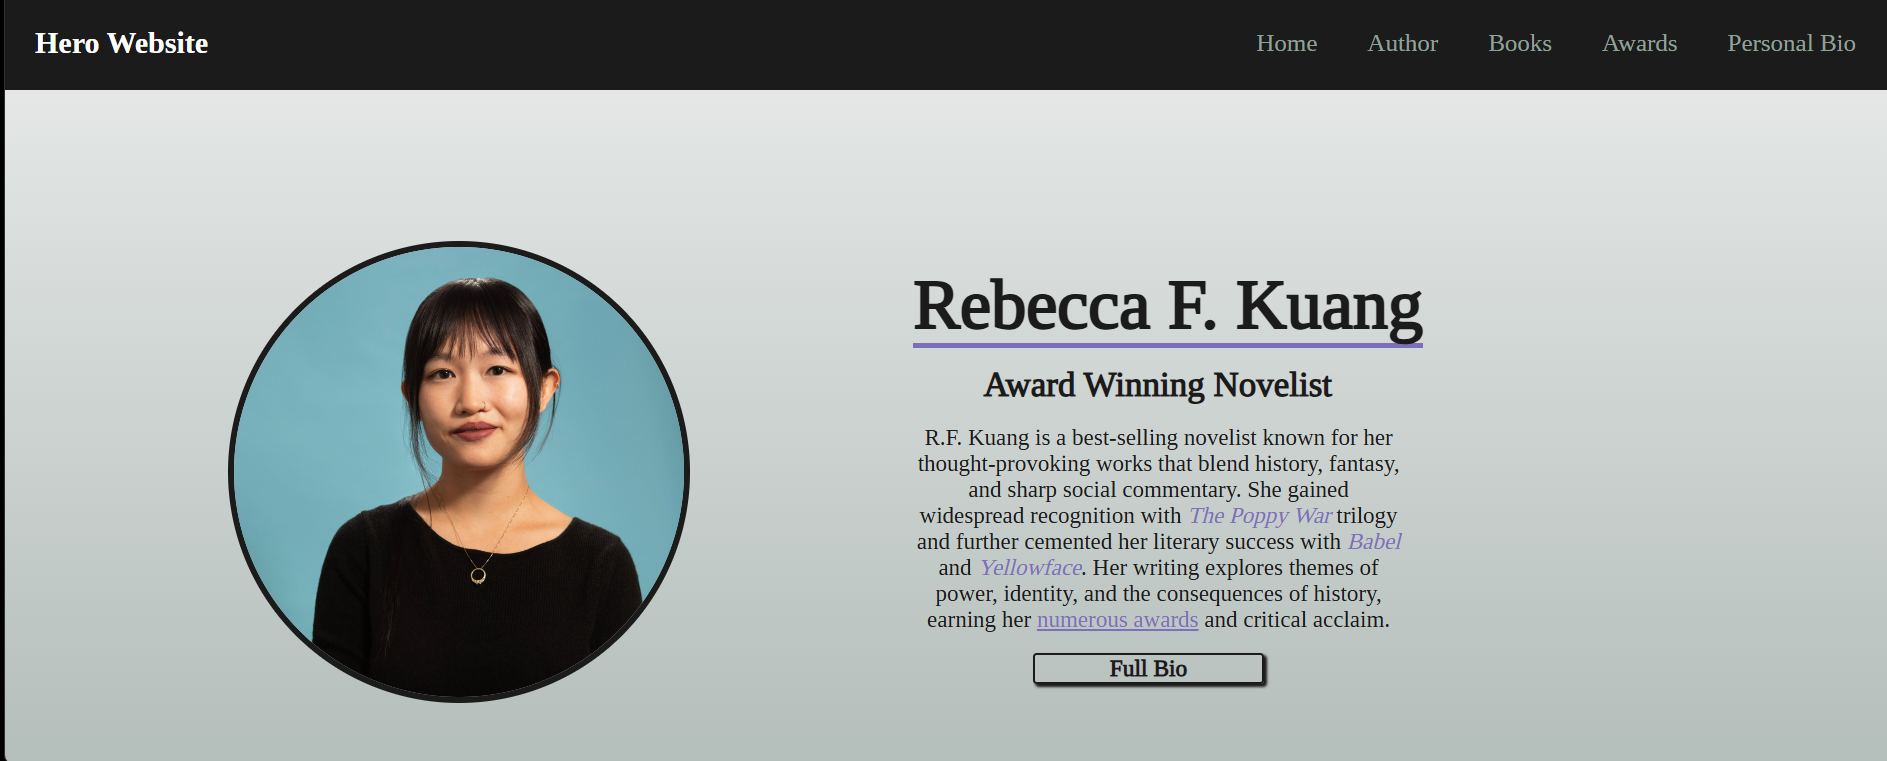 Hero Website
Home Author Books Awards Personal Bio
Rebecca F. Kuang
Award Winning Novelist
R.F. Kuang is a best-selling novelist known for her
thought-provoking works that blend history, fantasy,
and sharp social commentary. She gained
widespread recognition with The Poppy War trilogy
and further cemented her literary success with Babel
and Yellowface. Her writing explores themes of
power, identity, and the consequences of history,
earning her numerous awards and critical acclaim.
Full Bio